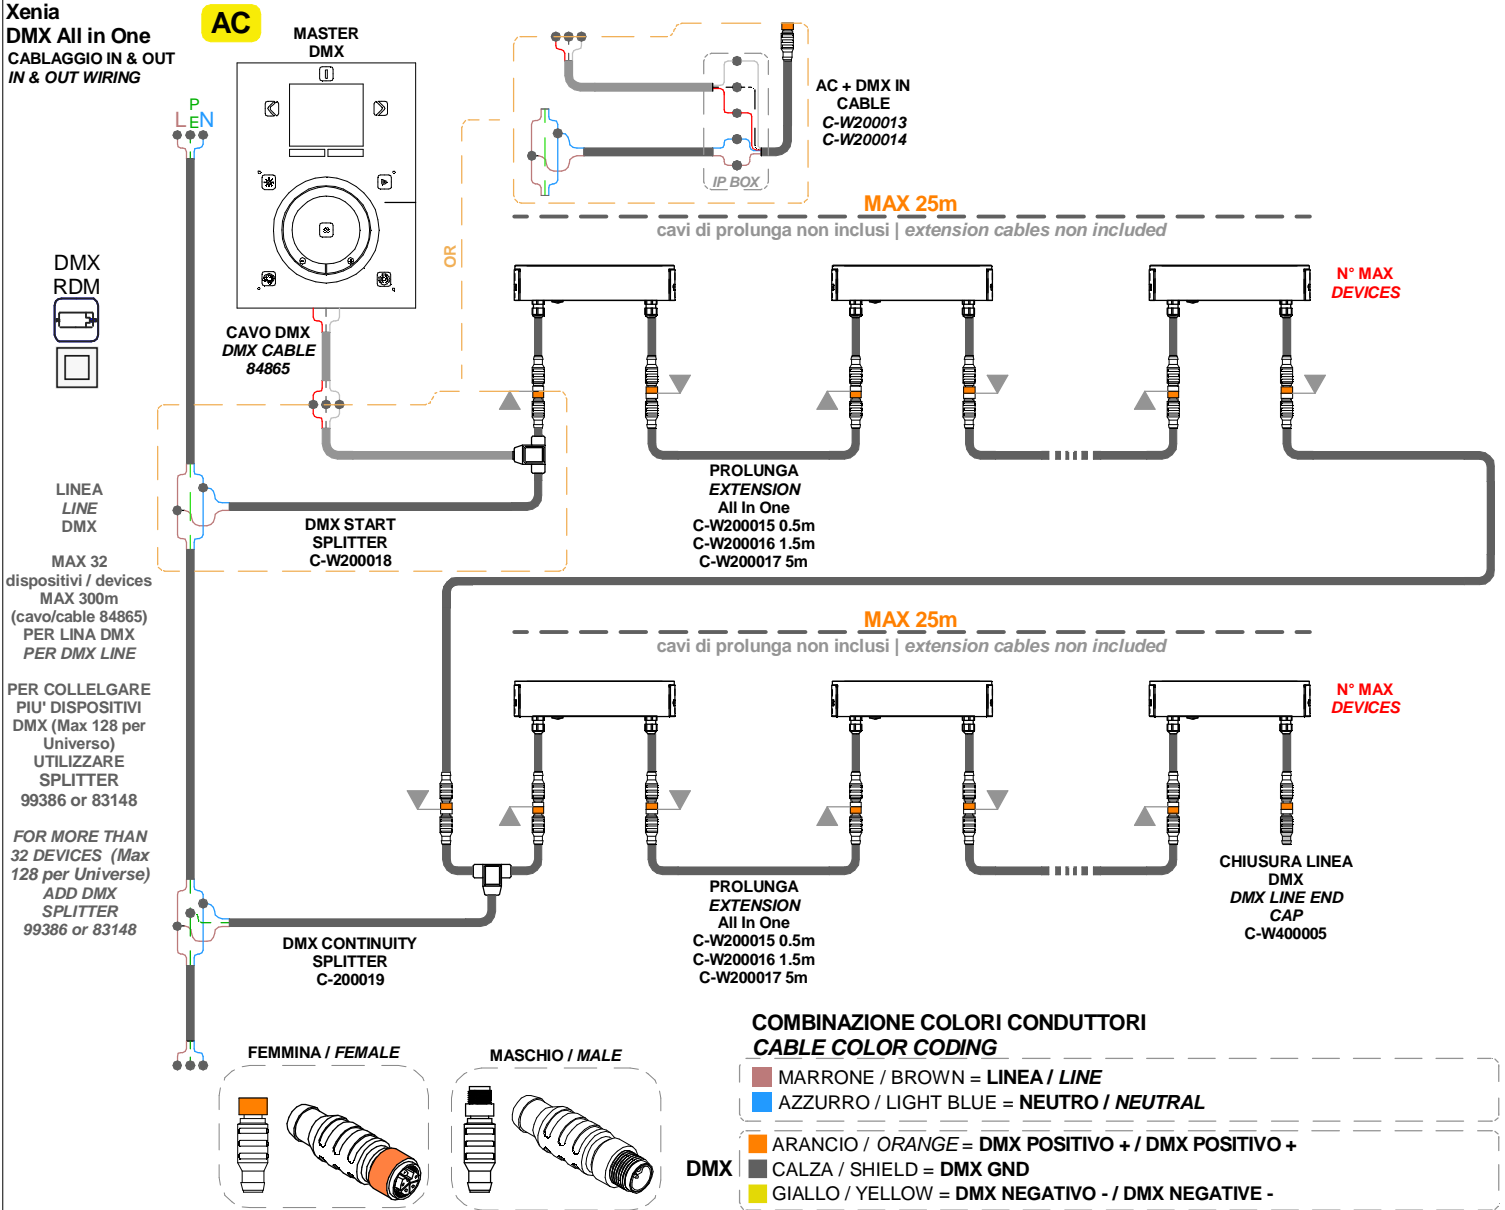 Xenia
DMX All in One
CABLAGGIO IN & OUT
IN & OUT WIRING
AC
MASTER
DMX
L PE N
AC + DMX IN
CABLE
C-W200013
C-W200014
IP BOX
OR
MAX 25m
cavi di prolunga non inclusi | extension cables non included
N° MAX
DEVICES
DMX
RDM
CAVO DMX
DMX CABLE
84865
LINEA
LINE
DMX
MAX 32
dispositivi / devices
MAX 300m
(cavo/cable 84865)
PER LINA DMX
PER DMX LINE
PER COLLELGARE
PIU' DISPOSITIVI
DMX (Max 128 per
Universo)
UTILIZZARE
SPLITTER
99386 or 83148
FOR MORE THAN
32 DEVICES (Max
128 per Universe)
ADD DMX
SPLITTER
99386 or 83148
DMX START
SPLITTER
C-W200018
PROLUNGA
EXTENSION
All In One
C-W200015 0.5m
C-W200016 1.5m
C-W200017 5m
MAX 25m
cavi di prolunga non inclusi | extension cables non included
N° MAX
DEVICES
DMX CONTINUITY
SPLITTER
C-200019
PROLUNGA
EXTENSION
All In One
C-W200015 0.5m
C-W200016 1.5m
C-W200017 5m
CHIUSURA LINEA
DMX
DMX LINE END
CAP
C-W400005
FEMMINA / FEMALE
MASCHIO / MALE
COMBINAZIONE COLORI CONDUTTORI
CABLE COLOR CODING
MARRONE / BROWN = LINEA / LINE
AZZURRO / LIGHT BLUE = NEUTRO / NEUTRAL
DMX
ARANCIO / ORANGE = DMX POSITIVO + / DMX POSITIVO +
CALZA / SHIELD = DMX GND
GIALLO / YELLOW = DMX NEGATIVO - / DMX NEGATIVE -